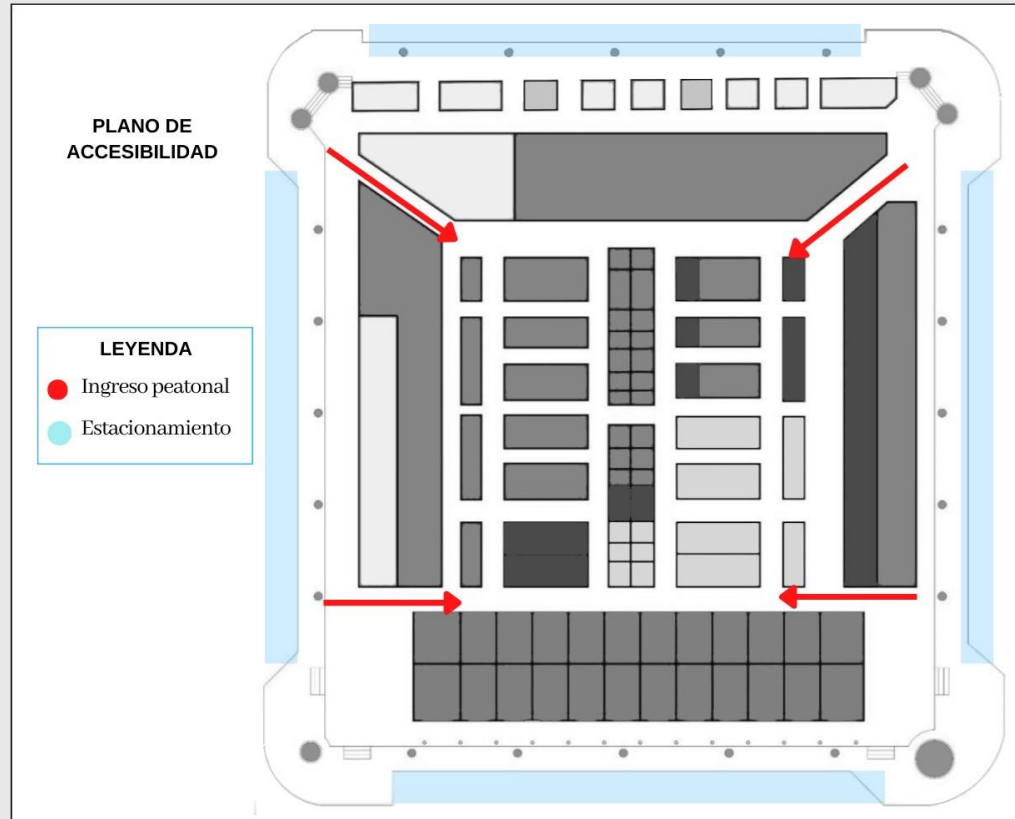 PLANO DE
ACCESIBILIDAD
LEYENDA
Ingreso peatonal
Estacionamiento